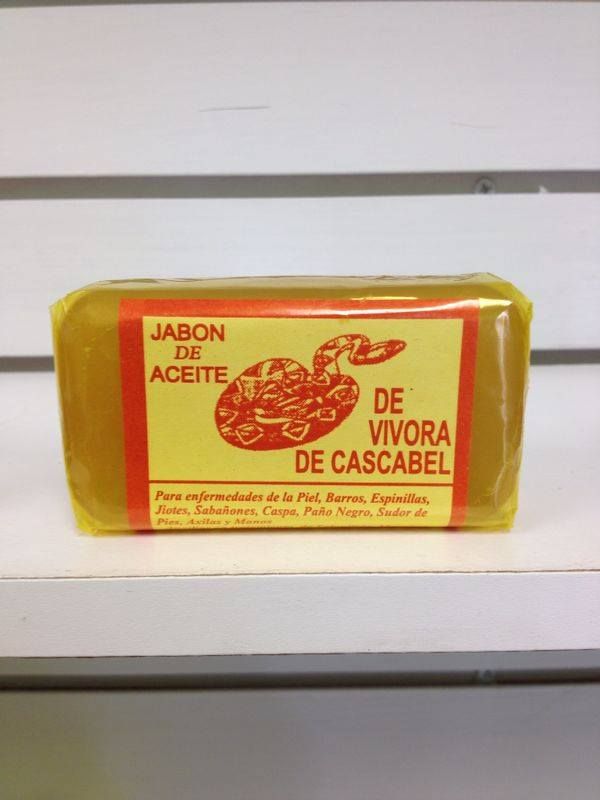 JABON
DE
ACEITE
DE
VIVORA
DE CASCABEL
Para enfermedades de la Piel, Barros, Espinillas,
Jiotes, Sabañones, Caspa, Paño Negro, Sudor de
Pies, Axilas y Manos